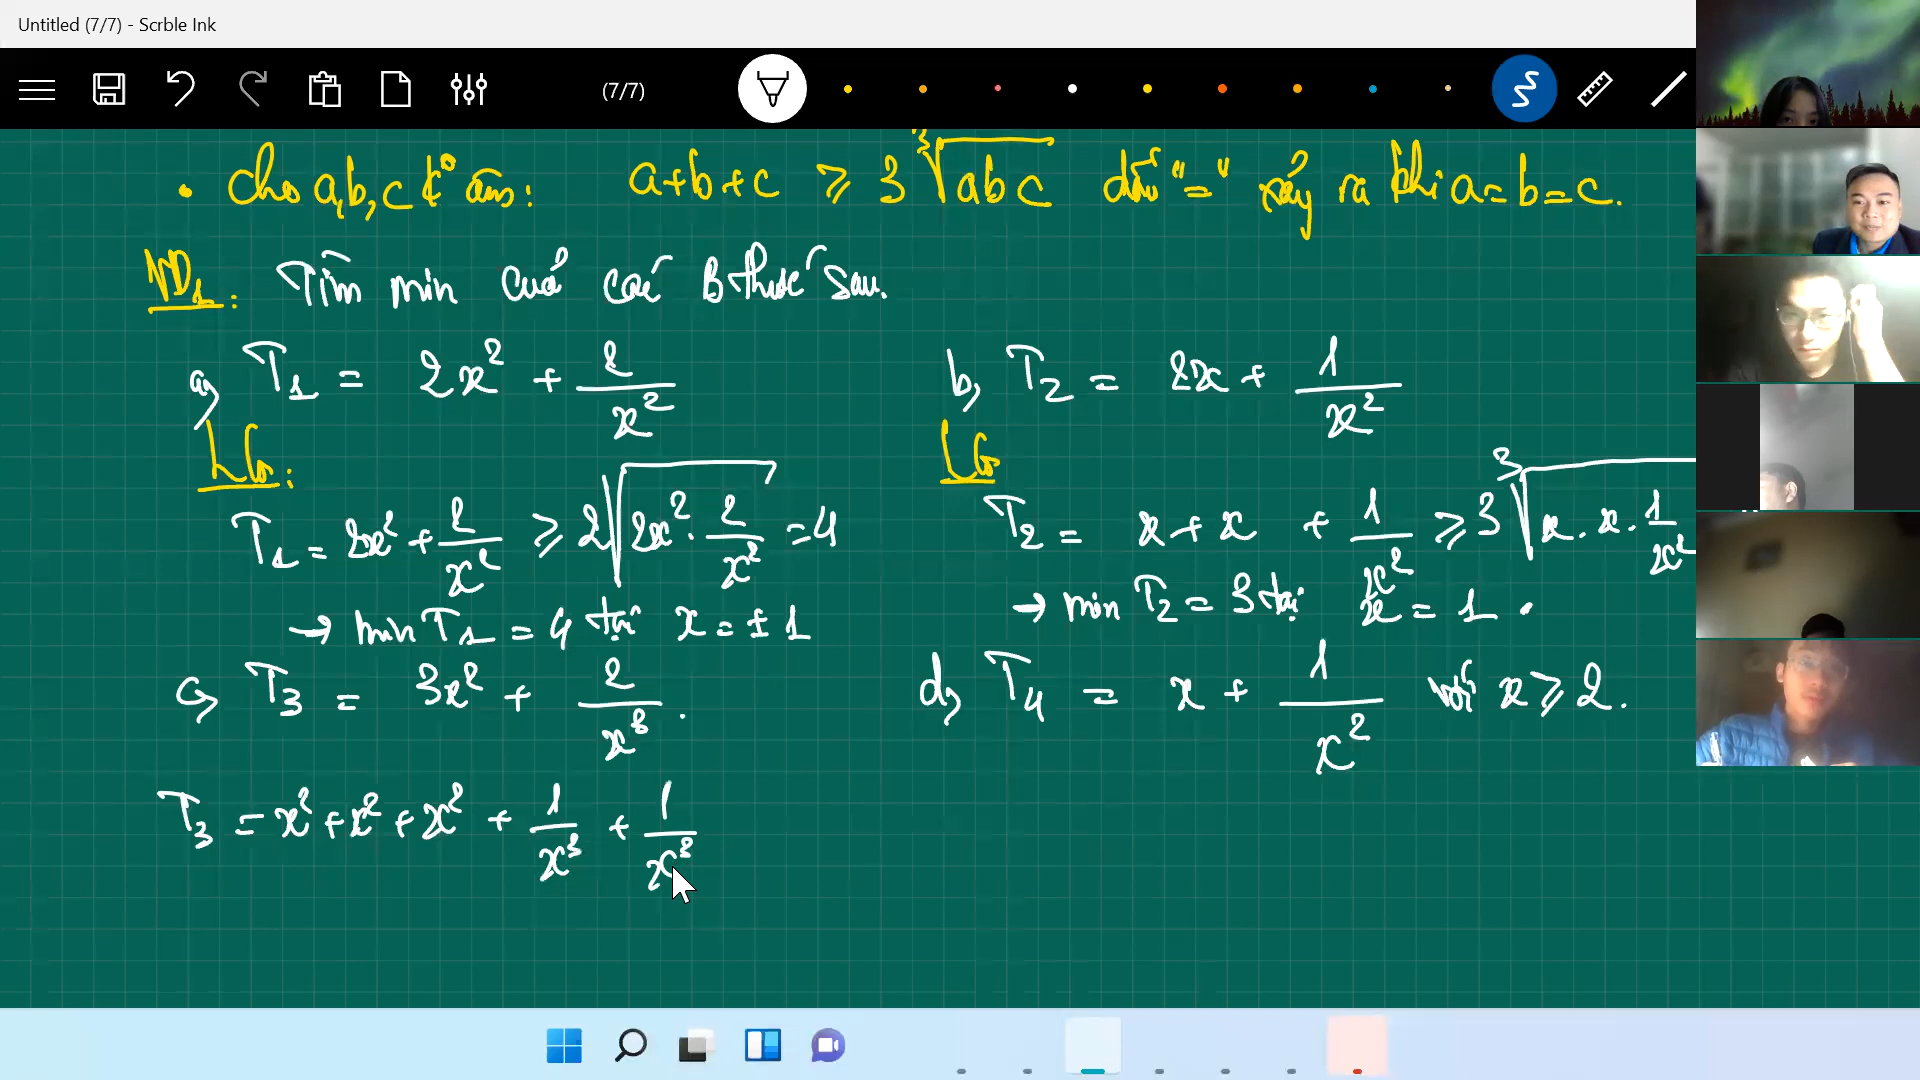 Untitled (7/7) - Scrble Ink
(7/7)
• Cho a,b,c k° âm: a+b+c ≥ 3∛(abc) dấu "=" xảy ra khi a=b=c.
VD1: Tìm min của các B thức sau.
a, T₁ = 2x² + 2/x²
b, T₂ = 2x + 1/x²
LG:
LG
T₁ = 2x² + 2/x² ≥ 2√(2x² · 2/x²) = 4
T₂ = x + x + 1/x² ≥ 3∛(x . x . 1/x²
→ min T₁ = 4 tại x = ±1
→ min T₂ = 3 tại x = 1 .
c, T₃ = 3x² + 2/x³ .
d, T₄ = x + 1/x² với x ≥ 2.
T₃ = x² + x² + x² + 1/x³ + 1/x³